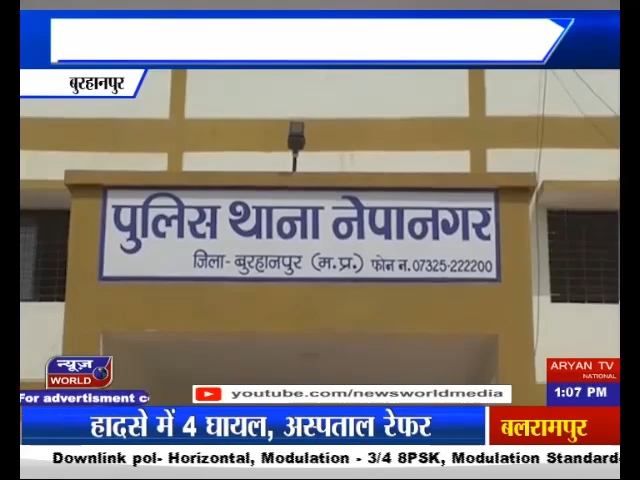 बुरहानपुर
पुलिस थाना नेपानगर
जिला- बुरहानपुर (म.प्र.) फोन न. 07325-222200
न्यूज़
WORLD
ARYAN TV
NATIONAL
For advertisment c
youtube.com/newsworldmedia
1:07 PM
हादसे में 4 घायल, अस्पताल रेफर
बलरामपुर
Downlink pol- Horizontal, Modulation - 3/4 8PSK, Modulation Standard-